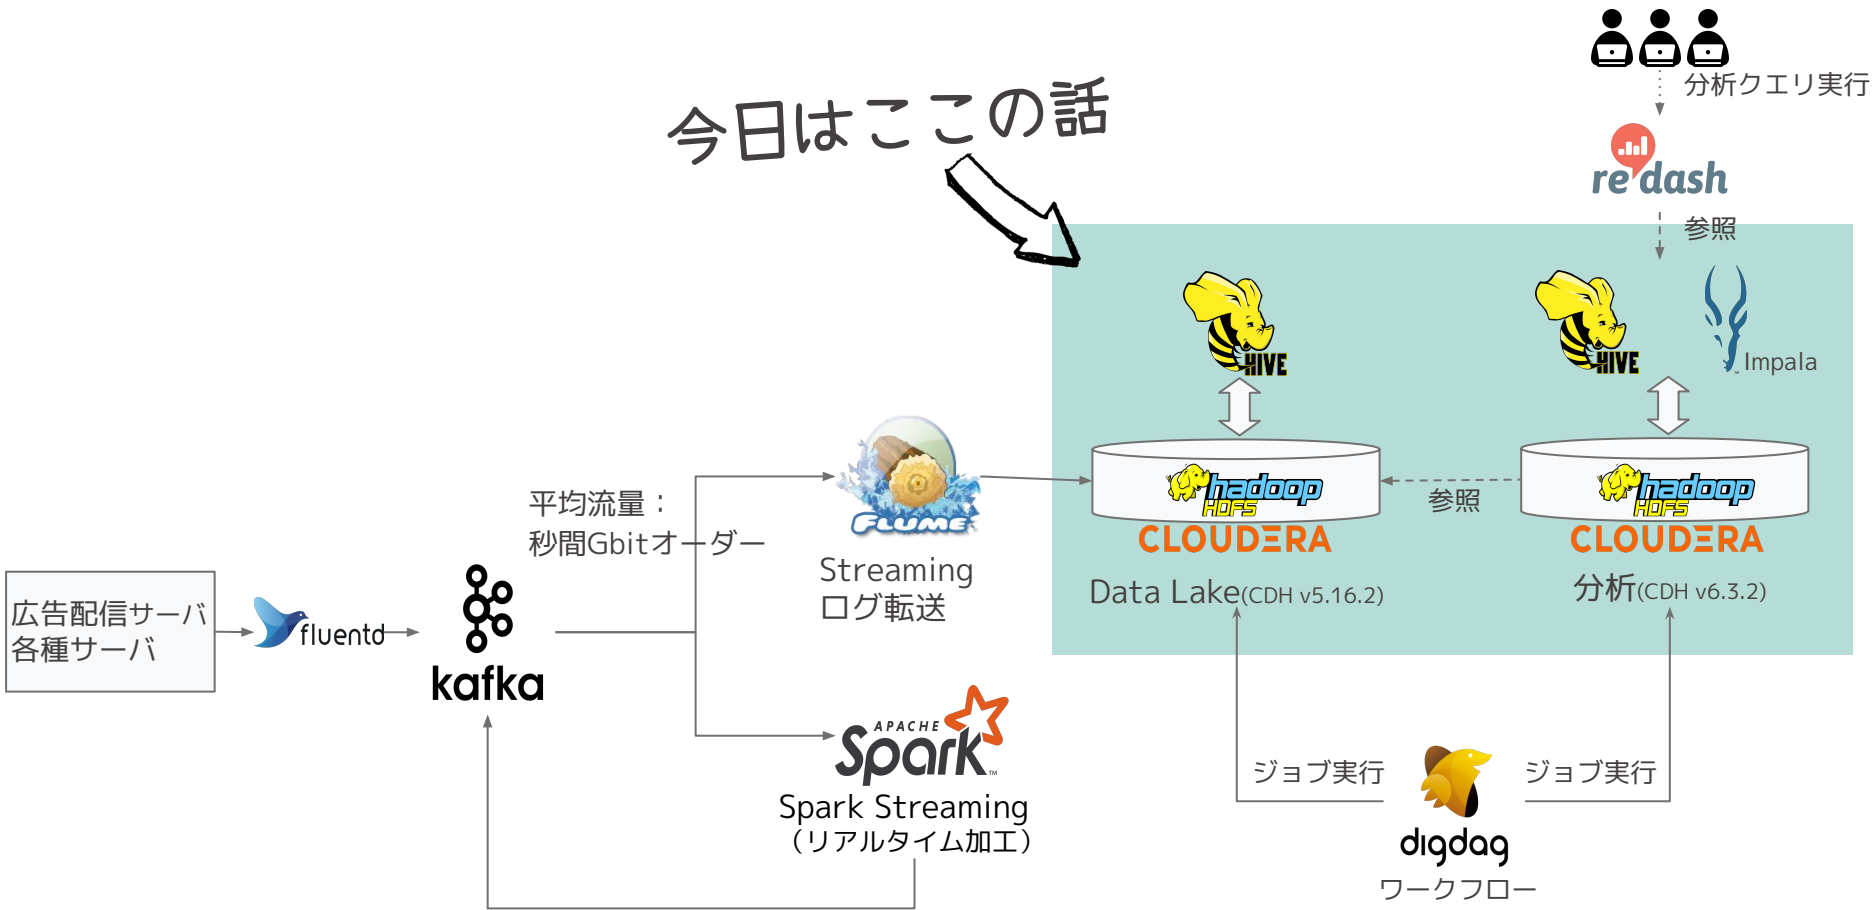 分析クエリ実行
今日はここの話
re dash
参照
HIVE
HIVE
Impala
平均流量：
秒間Gbitオーダー
FLUME
hadoop
HDFS
CLOUDERA
参照
hadoop
HDFS
CLOUDERA
Streaming
ログ転送
Data Lake(CDH v5.16.2)
分析(CDH v6.3.2)
広告配信サーバ
各種サーバ
fluentd
kafka
APACHE
Spark™
Spark Streaming
（リアルタイム加工）
ジョブ実行
ジョブ実行
digdag
ワークフロー